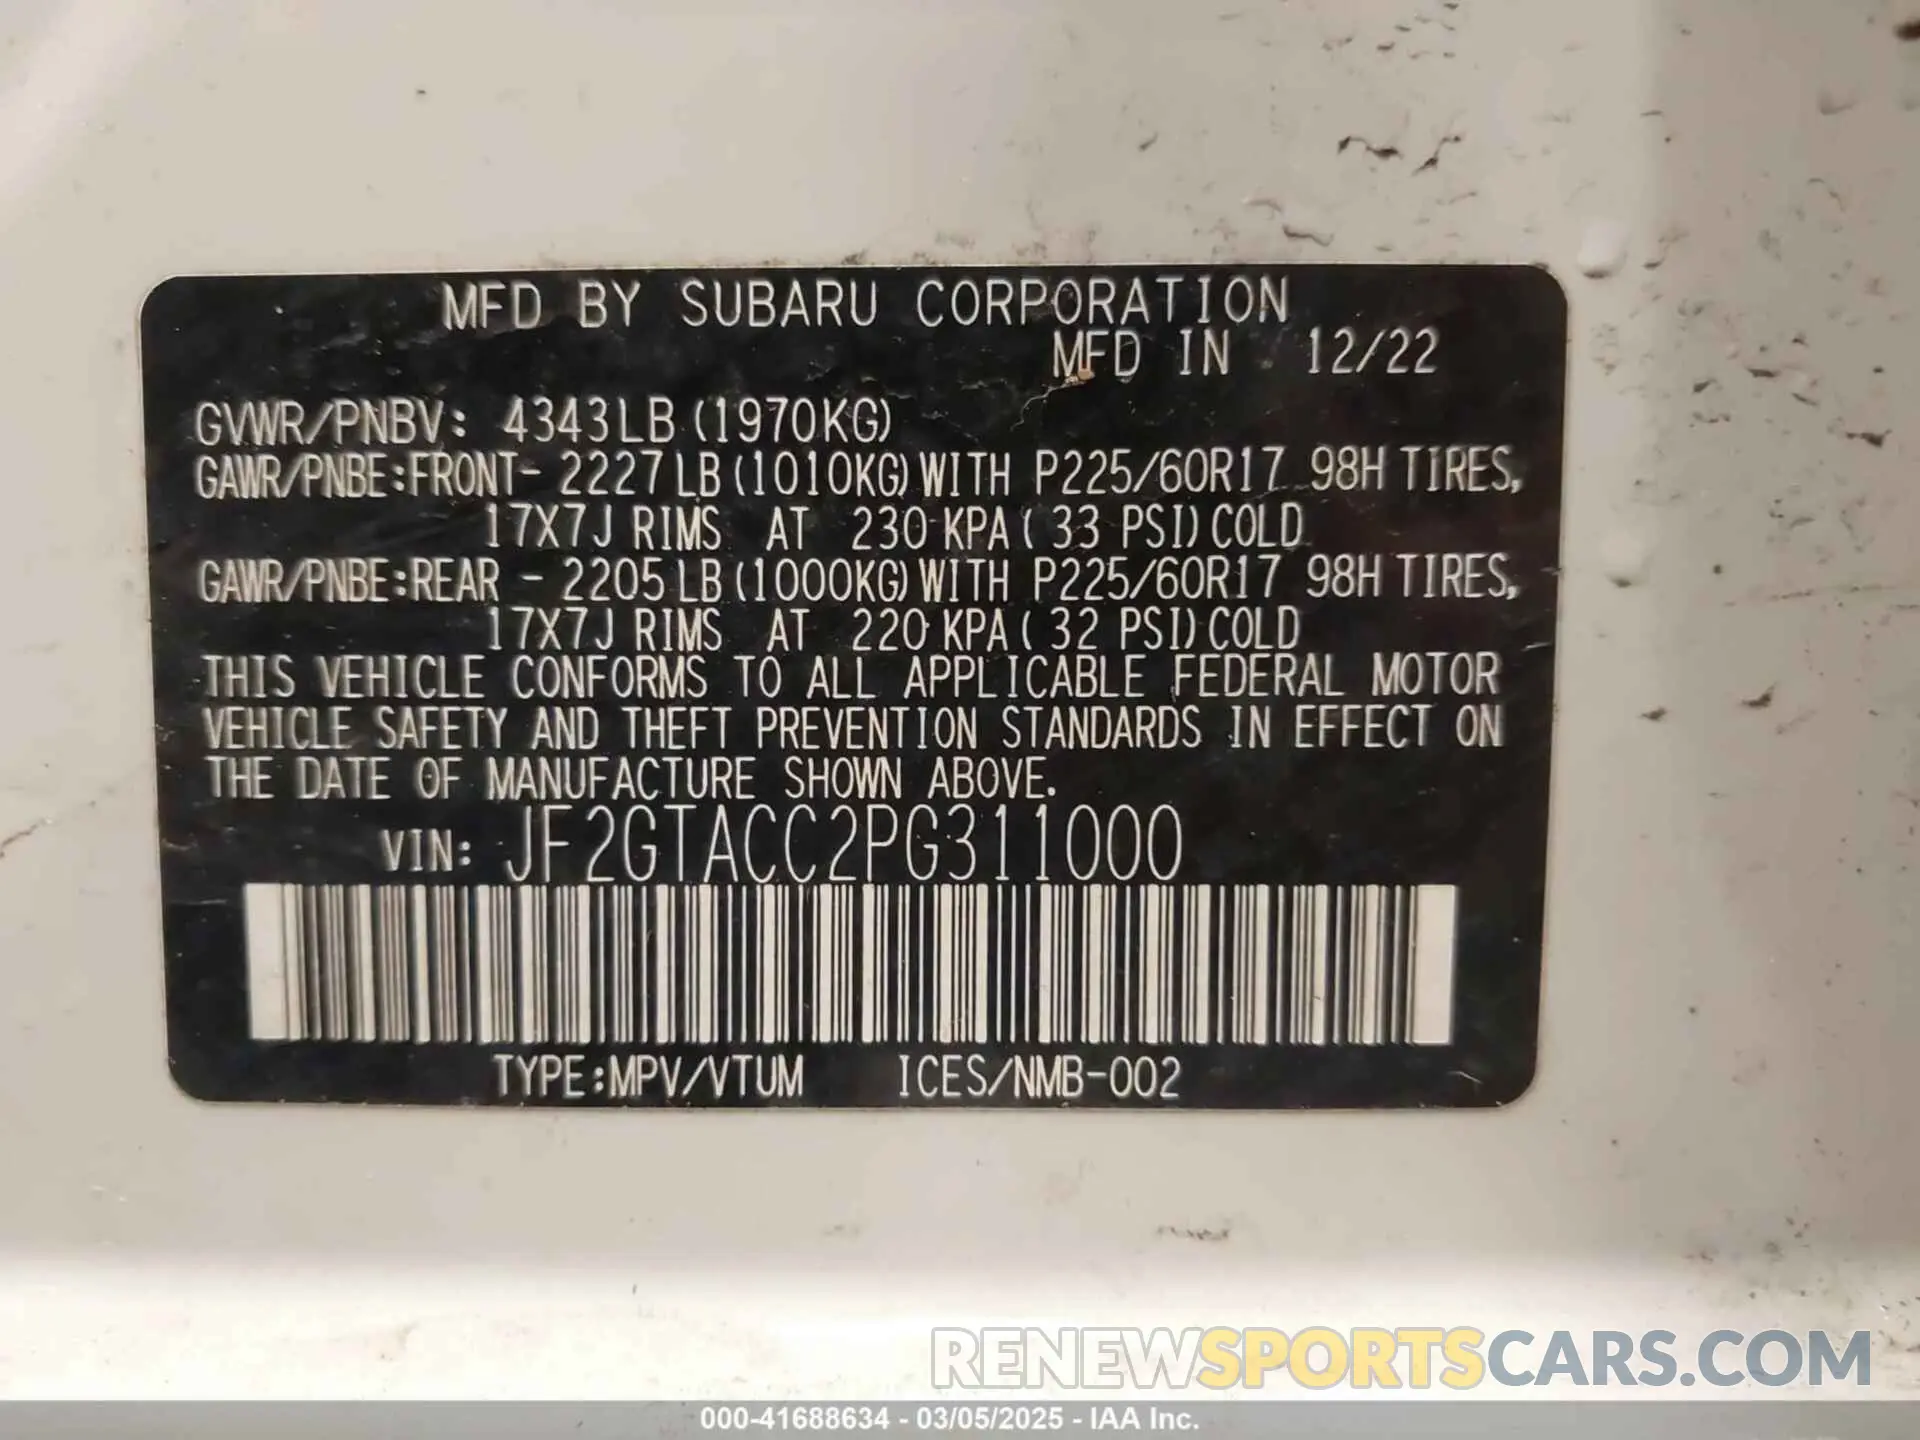 MFD BY SUBARU CORPORATION
MFD IN 12/22
GVWR/PNBV: 4343LB (1970KG)
GAWR/PNBE:FRONT- 2227LB (1010KG) WITH P225/60R17 98H TIRES,
17X7J RIMS AT 230 KPA ( 33 PSI) COLD
GAWR/PNBE:REAR - 2205LB (1000KG) WITH P225/60R17 98H TIRES,
17X7J RIMS AT 220 KPA ( 32 PSI) COLD
THIS VEHICLE CONFORMS TO ALL APPLICABLE FEDERAL MOTOR
VEHICLE SAFETY AND THEFT PREVENTION STANDARDS IN EFFECT ON
THE DATE OF MANUFACTURE SHOWN ABOVE.
VIN: JF2GTACC2PG311000
TYPE:MPV/VTUM ICES/NMB-002
RENEWSPORTSCARS.COM
000-41688634 - 03/05/2025 - IAA Inc.